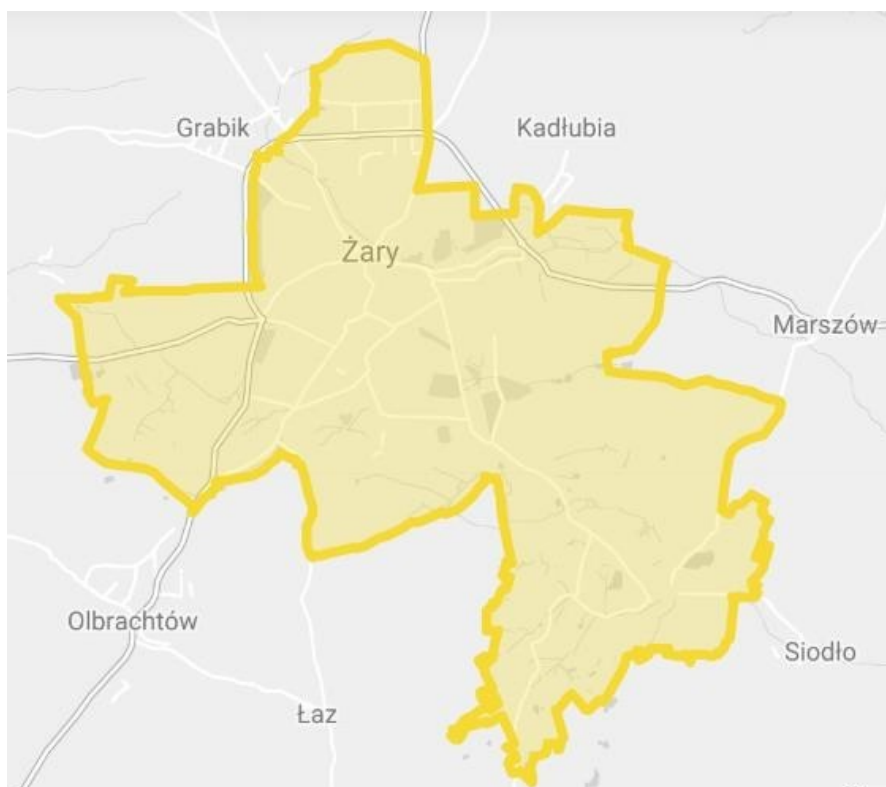 Grabik
Kadłubia
Żary
Marszów
Olbrachtów
Siodło
Łaz